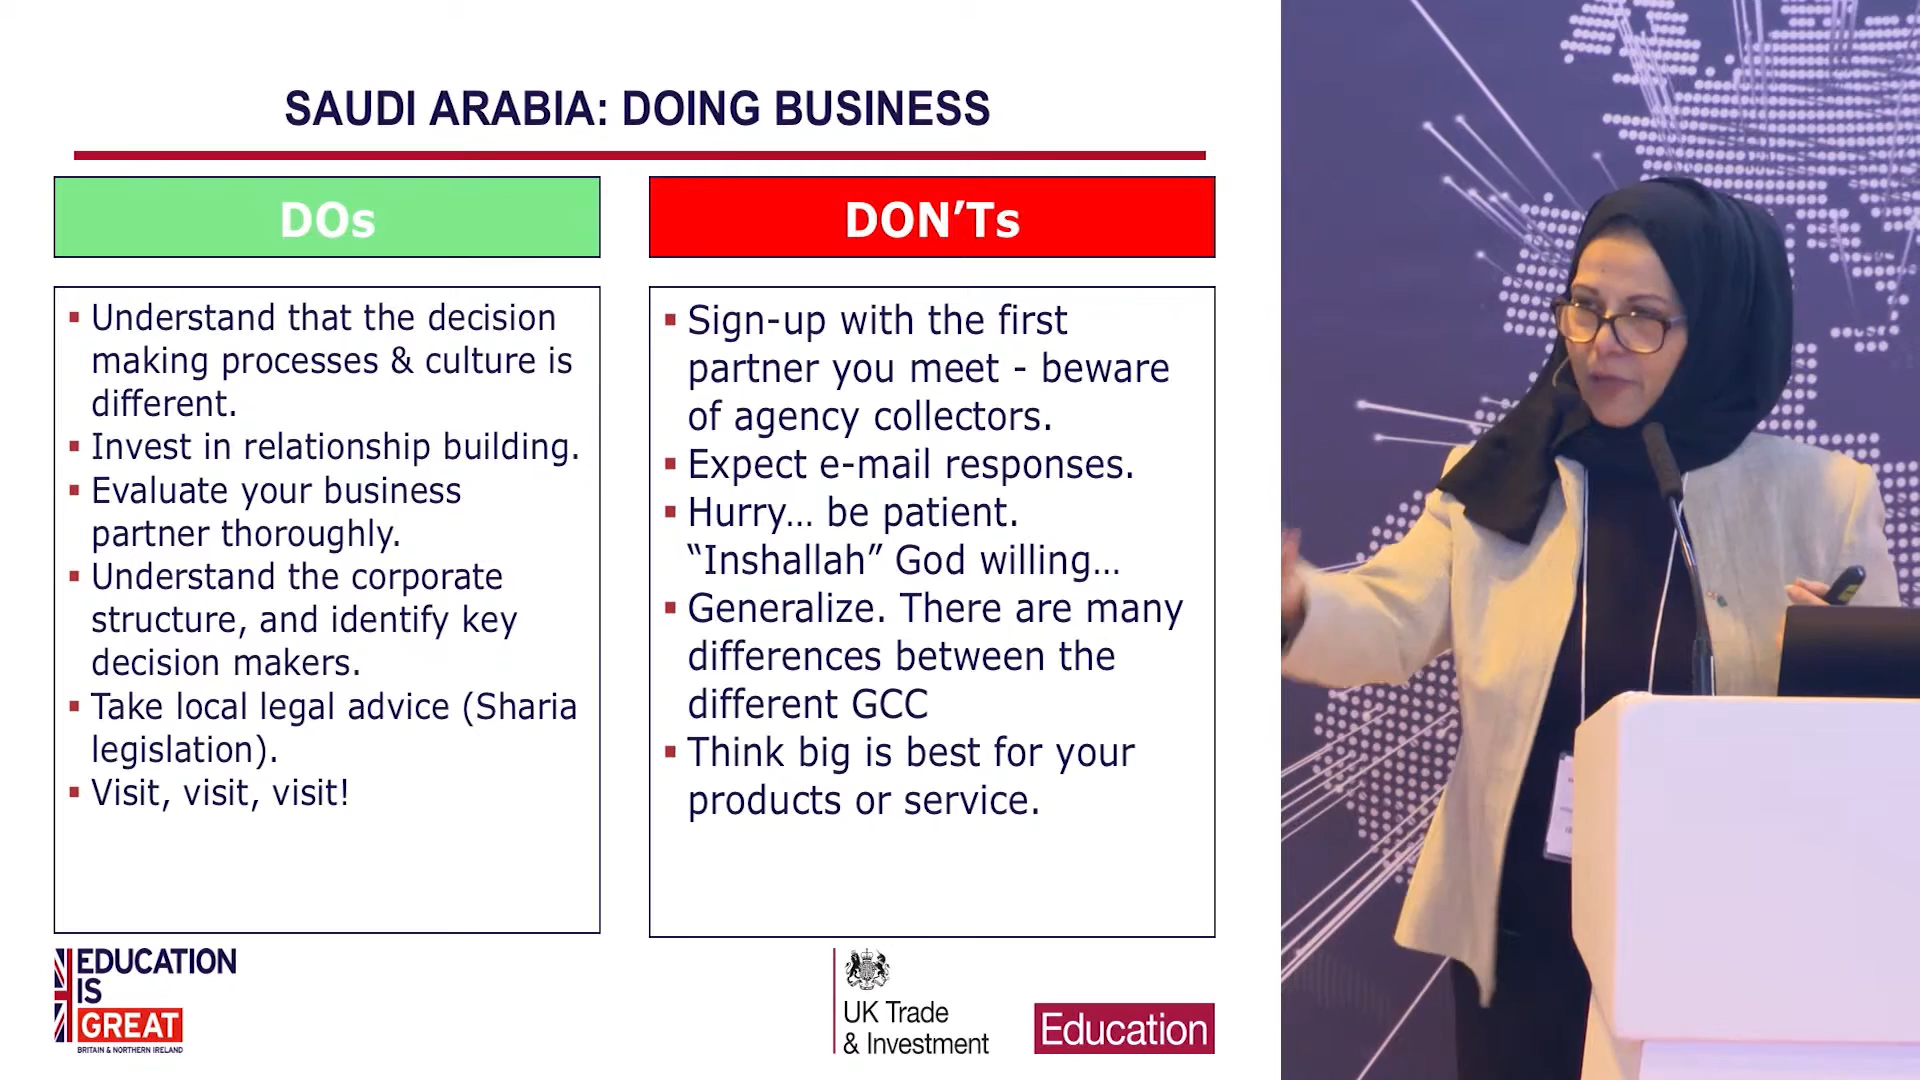 SAUDI ARABIA: DOING BUSINESS
DOs
Understand that the decision
making processes & culture is
different.
Invest in relationship building.
Evaluate your business
partner thoroughly.
Understand the corporate
structure, and identify key
decision makers.
Take local legal advice (Sharia
legislation).
Visit, visit, visit!
DON’Ts
Sign-up with the first
partner you meet - beware
of agency collectors.
Expect e-mail responses.
Hurry… be patient.
“Inshallah” God willing…
Generalize. There are many
differences between the
different GCC
Think big is best for your
products or service.
EDUCATION
IS
GREAT
BRITAIN & NORTHERN IRELAND
UK Trade
& Investment
Education